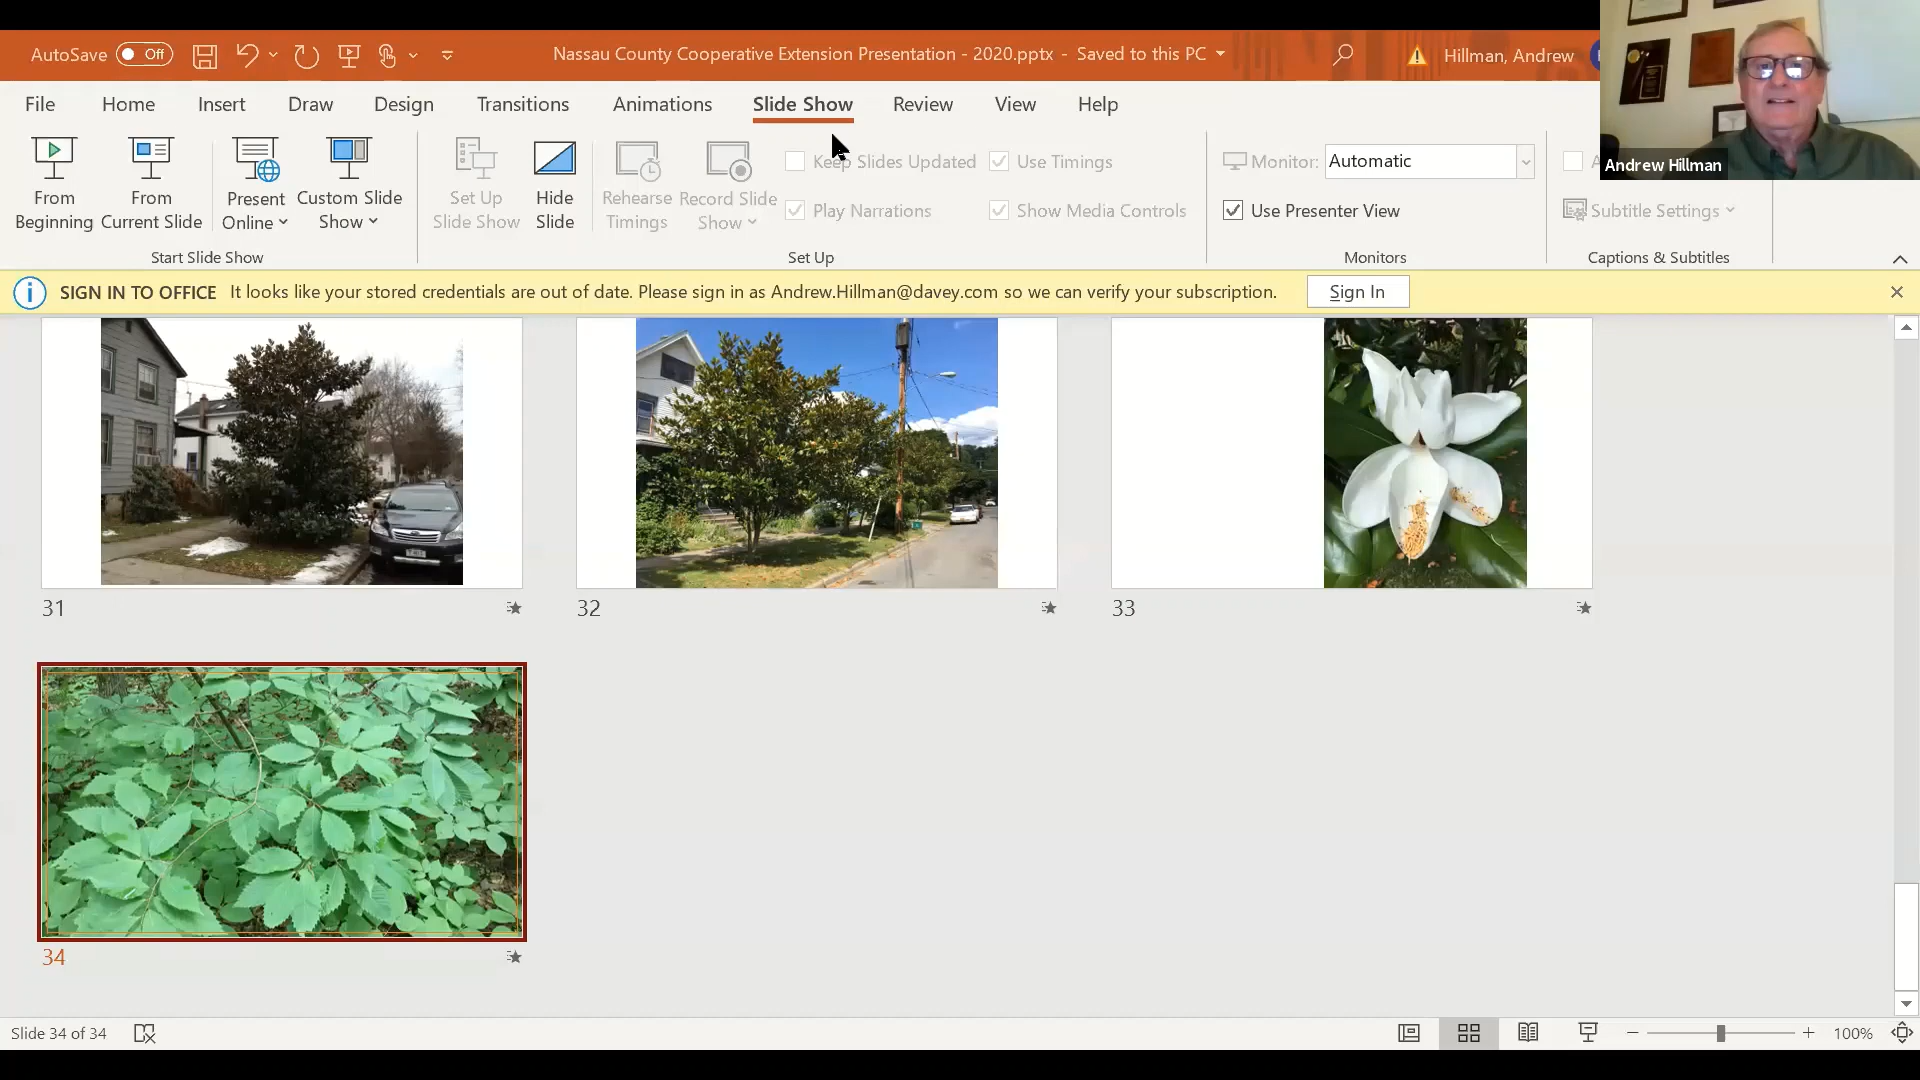 AutoSave Off
Nassau County Cooperative Extension Presentation - 2020.pptx - Saved to this PC
Hillman, Andrew
File Home Insert Draw Design Transitions Animations Slide Show Review View Help
From Beginning
From Current Slide
Present Online
Custom Slide Show
Set Up Slide Show
Hide Slide
Rehearse Timings
Record Slide Show
Keep Slides Updated
Play Narrations
Use Timings
Show Media Controls
Monitor: Automatic
Use Presenter View
Subtitle Settings
Andrew Hillman
Start Slide Show
Set Up
Monitors
Captions & Subtitles
SIGN IN TO OFFICE It looks like your stored credentials are out of date. Please sign in as Andrew.Hillman@davey.com so we can verify your subscription. Sign In
31
32
33
34
Slide 34 of 34
100%